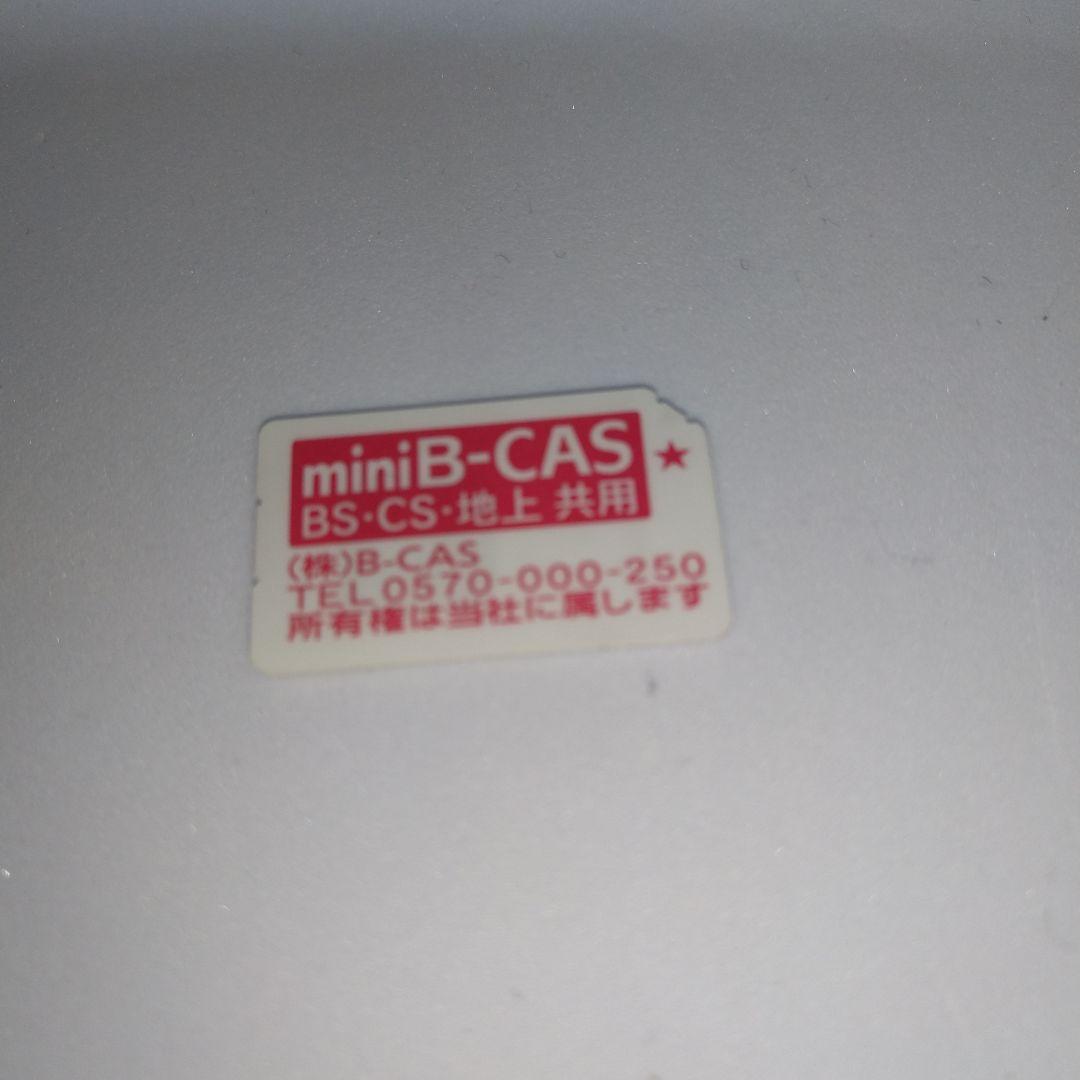 miniB-CAS
★
BS・CS・地上 共用
(株)B-CAS
TEL 0570-000-250
所有権は当社に属します